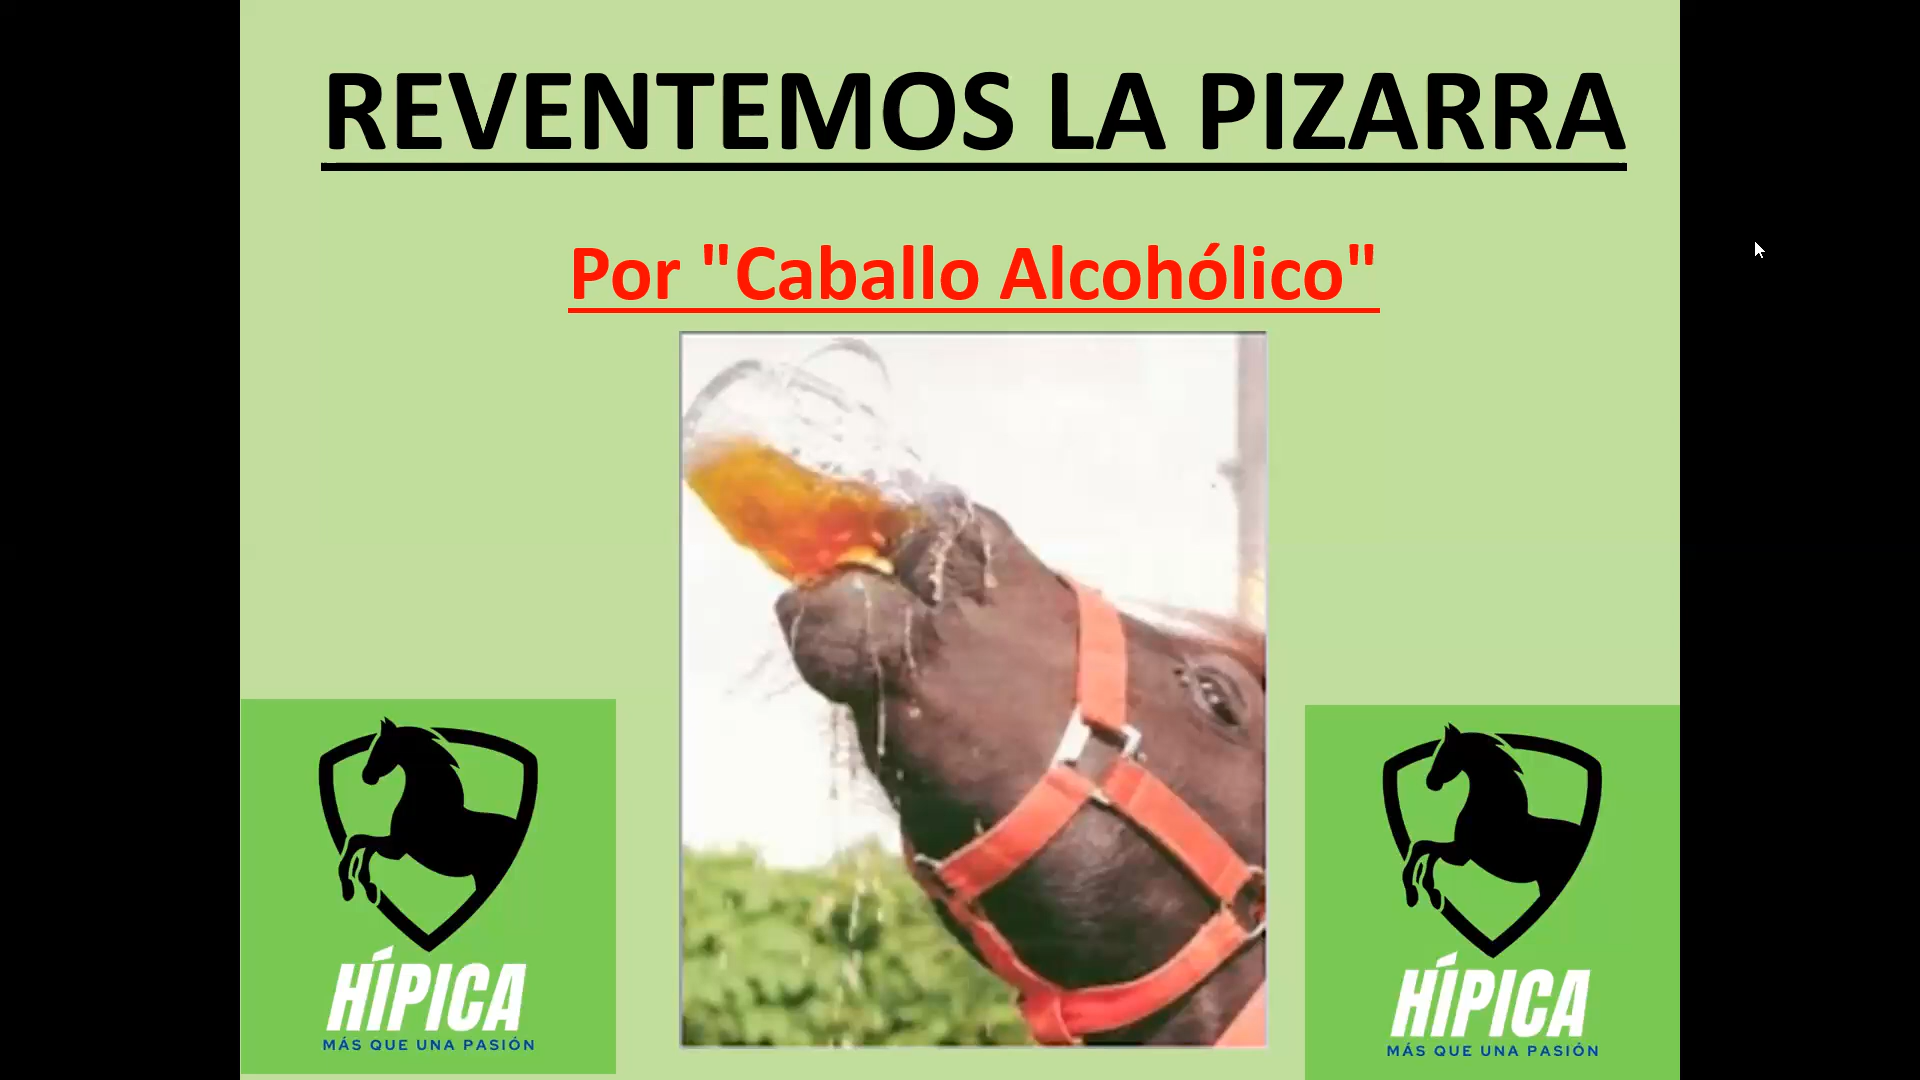 REVENTEMOS LA PIZARRA
Por "Caballo Alcohólico"
HÍPICA
MÁS QUE UNA PASIÓN
HÍPICA
MÁS QUE UNA PASIÓN